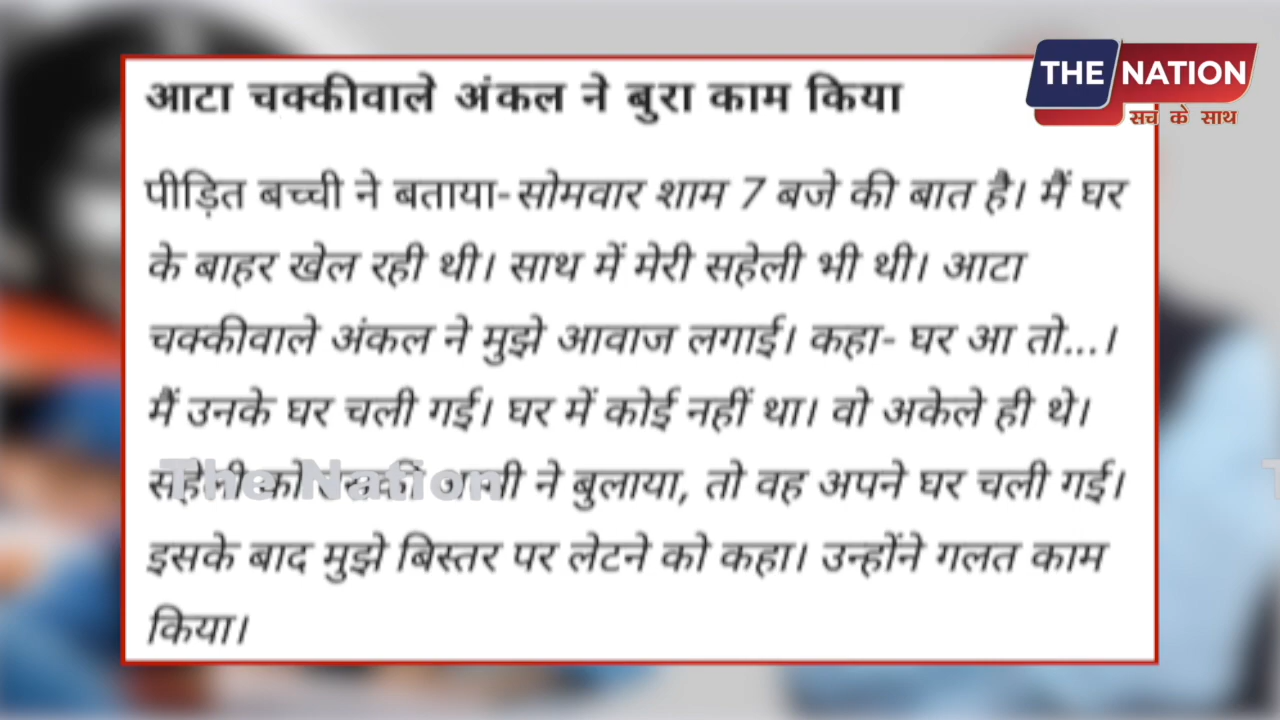 THE NATION
सच के साथ
आटा चक्कीवाले अंकल ने बुरा काम किया
पीड़ित बच्ची ने बताया-सोमवार शाम 7 बजे की बात है। मैं घर
के बाहर खेल रही थी। साथ में मेरी सहेली भी थी। आटा
चक्कीवाले अंकल ने मुझे आवाज लगाई। कहा- घर आ तो...।
मैं उनके घर चली गई। घर में कोई नहीं था। वो अकेले ही थे।
सहेली को ने बुलाया, तो वह अपने घर चली गई।
The Nation
इसके बाद मुझे बिस्तर पर लेटने को कहा। उन्होंने गलत काम
किया।